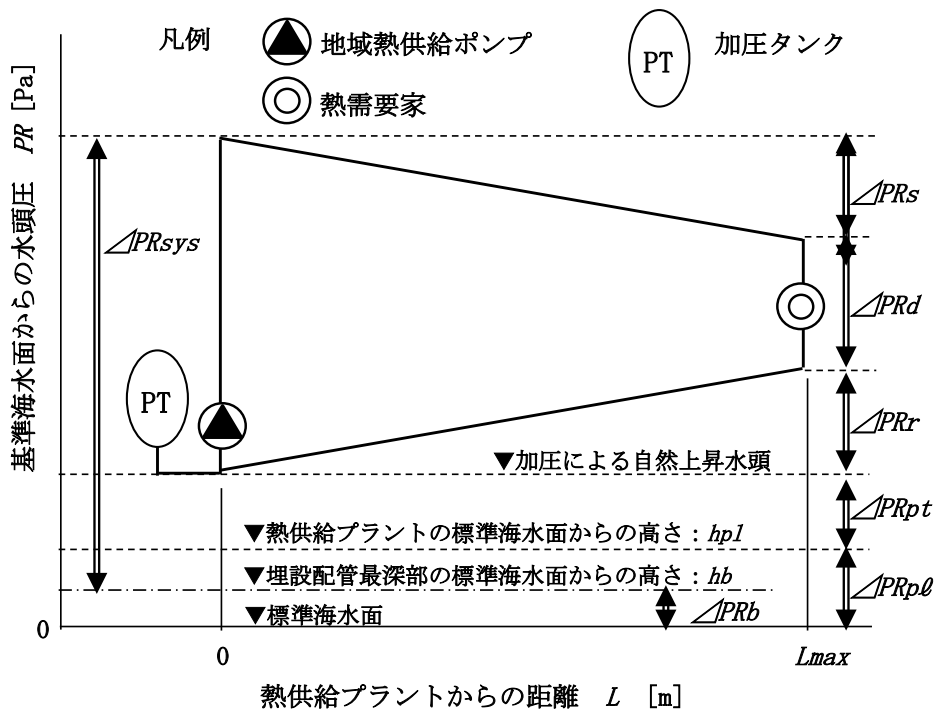 凡例
地域熱供給ポンプ
熱需要家
PT
加圧タンク
基準海水面からの水頭圧 PR [Pa]
⊿PRs
⊿PRsys
⊿PRd
PT
⊿PRr
▼加圧による自然上昇水頭
⊿PRpt
▼熱供給プラントの標準海水面からの高さ：hpl
▼埋設配管最深部の標準海水面からの高さ：hb
⊿PRpℓ
▼標準海水面
⊿PRb
0
0
Lmax
熱供給プラントからの距離 L [m]